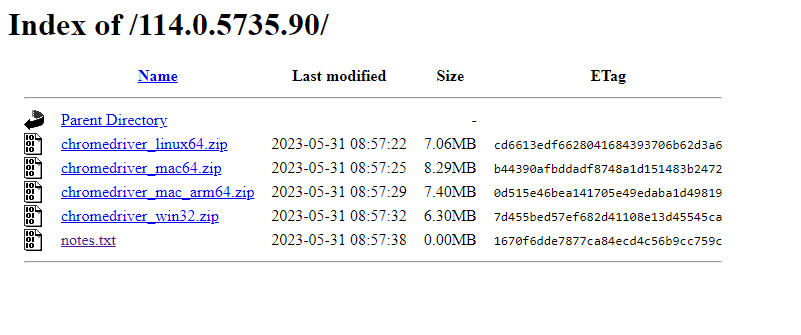 Index of /114.0.5735.90/
Name Last modified Size ETag
Parent Directory -
chromedriver_linux64.zip 2023-05-31 08:57:22 7.06MB cd6613edf6628041684393706b62d3a6
chromedriver_mac64.zip 2023-05-31 08:57:25 8.29MB b44390afbddadf8748a1d151483b2472
chromedriver_mac_arm64.zip 2023-05-31 08:57:29 7.40MB 0d515e46bea141705e49edaba1d49819
chromedriver_win32.zip 2023-05-31 08:57:32 6.30MB 7d455bed57ef682d41108e13d45545ca
notes.txt 2023-05-31 08:57:38 0.00MB 1670f6dde7877ca84ecd4c56b9cc759c